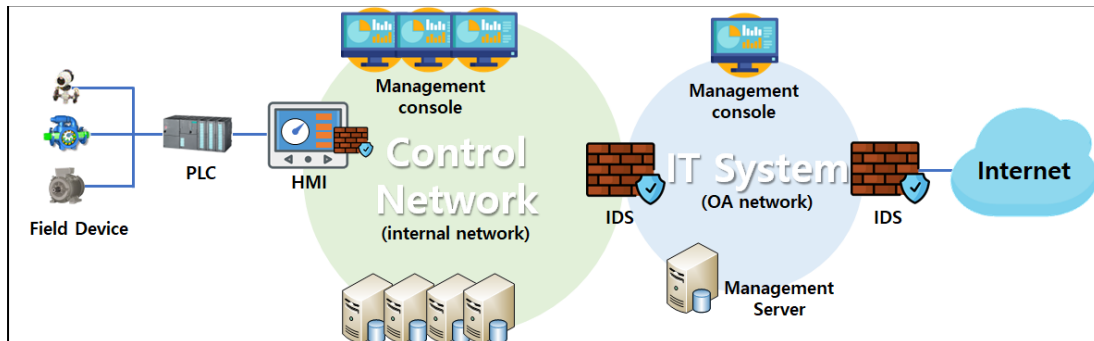 Management
console
Control
Network
(internal network)
Management
console
IT System
(OA network)
PLC
HMI
Field Device
IDS
IDS
Internet
Management
Server